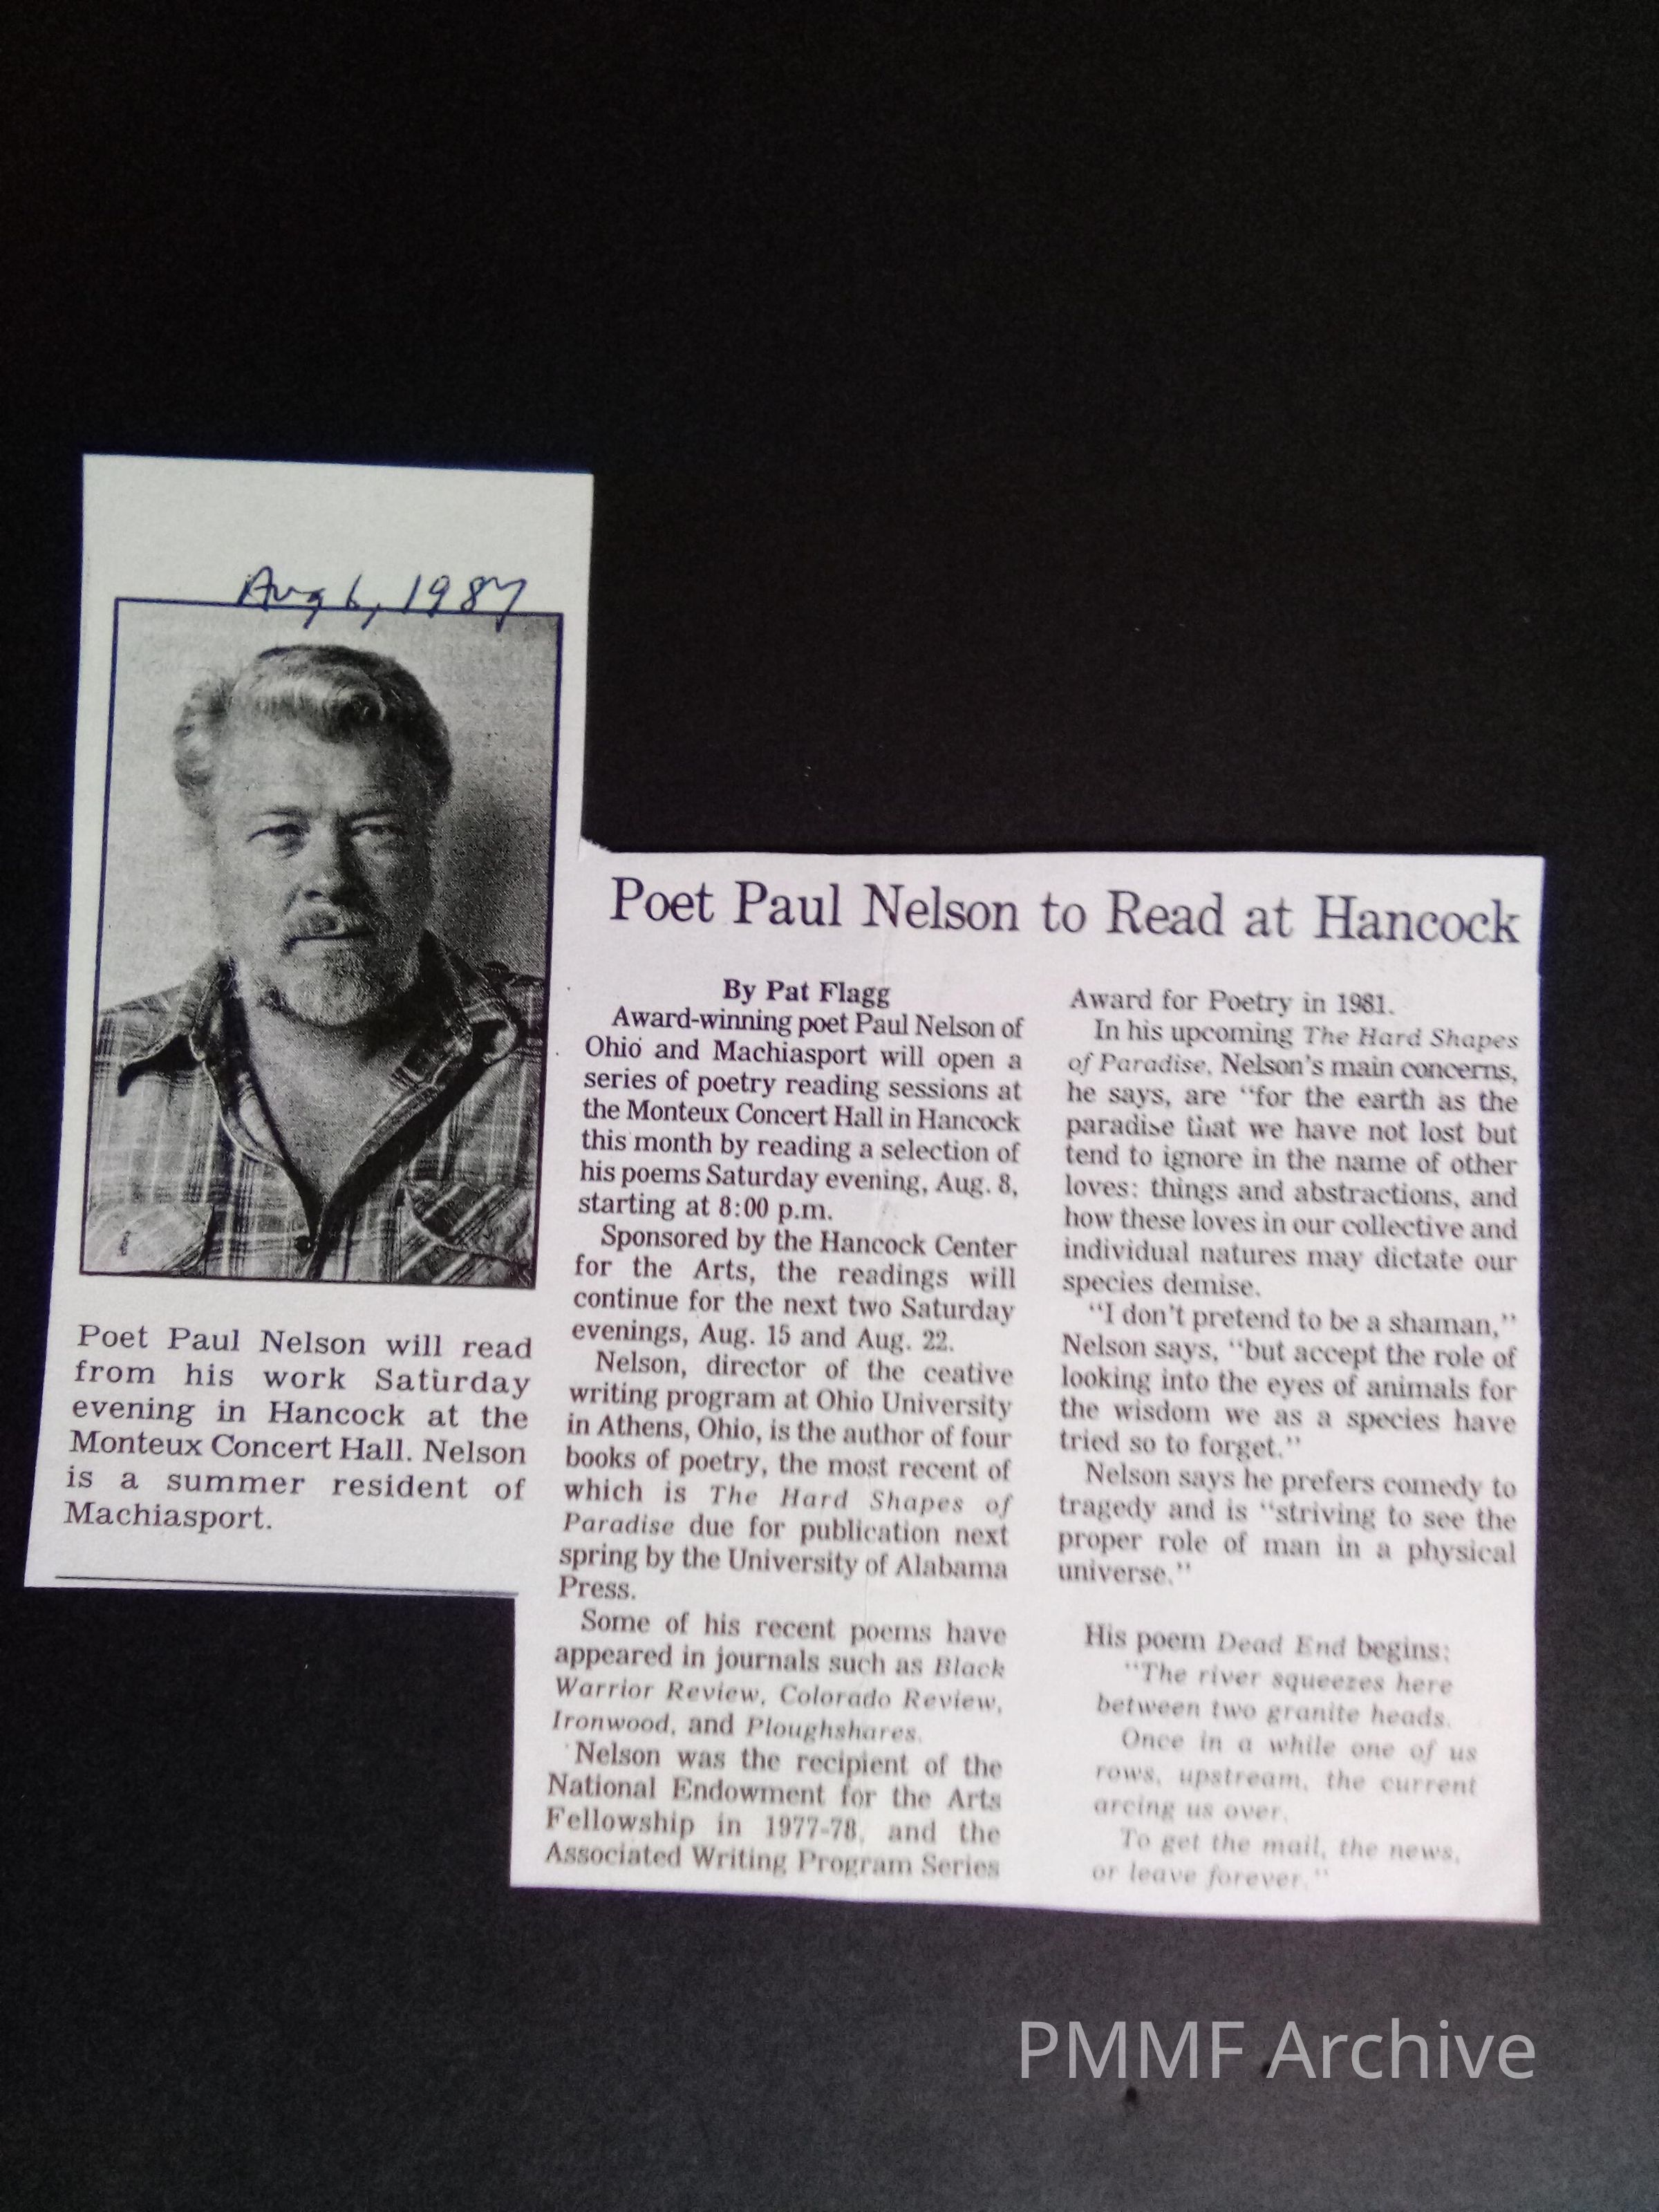 Aug 6, 1987
Poet Paul Nelson will read
from his work Saturday
evening in Hancock at the
Monteux Concert Hall. Nelson
is a summer resident of
Machiasport.
Poet Paul Nelson to Read at Hancock
By Pat Flagg
Award-winning poet Paul Nelson of
Ohio and Machiasport will open a
series of poetry reading sessions at
the Monteux Concert Hall in Hancock
this month by reading a selection of
his poems Saturday evening, Aug. 8,
starting at 8:00 p.m.
Sponsored by the Hancock Center
for the Arts, the readings will
continue for the next two Saturday
evenings, Aug. 15 and Aug. 22.
Nelson, director of the ceative
writing program at Ohio University
in Athens, Ohio, is the author of four
books of poetry, the most recent of
which is The Hard Shapes of
Paradise due for publication next
spring by the University of Alabama
Press.
Some of his recent poems have
appeared in journals such as Black
Warrior Review, Colorado Review,
Ironwood, and Ploughshares.
Nelson was the recipient of the
National Endowment for the Arts
Fellowship in 1977-78, and the
Associated Writing Program Series
Award for Poetry in 1981.
In his upcoming The Hard Shapes
of Paradise, Nelson's main concerns,
he says, are "for the earth as the
paradise that we have not lost but
tend to ignore in the name of other
loves: things and abstractions, and
how these loves in our collective and
individual natures may dictate our
species demise.
"I don't pretend to be a shaman,"
Nelson says, "but accept the role of
looking into the eyes of animals for
the wisdom we as a species have
tried so to forget."
Nelson says he prefers comedy to
tragedy and is "striving to see the
proper role of man in a physical
universe."
His poem Dead End begins:
"The river squeezes here
between two granite heads.
Once in a while one of us
rows, upstream, the current
arcing us over.
To get the mail, the news,
or leave forever."
PMMF Archive